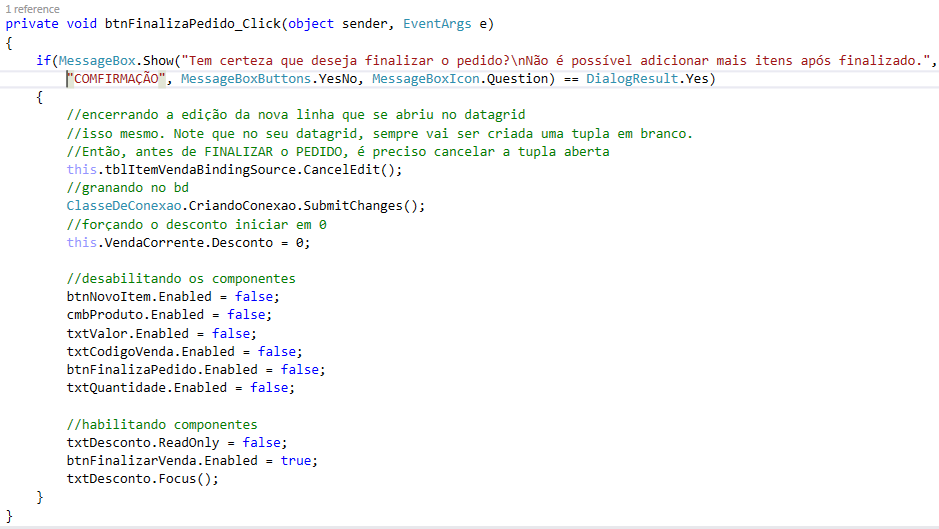 1 reference
private void btnFinalizaPedido_Click(object sender, EventArgs e)
{
    if(MessageBox.Show("Tem certeza que deseja finalizar o pedido?\nNão é possível adicionar mais itens após finalizado.",
        "COMFIRMAÇÃO", MessageBoxButtons.YesNo, MessageBoxIcon.Question) == DialogResult.Yes)
    {
        //encerrando a edição da nova linha que se abriu no datagrid
        //isso mesmo. Note que no seu datagrid, sempre vai ser criada uma tupla em branco.
        //Então, antes de FINALIZAR o PEDIDO, é preciso cancelar a tupla aberta
        this.tblItemVendaBindingSource.CancelEdit();
        //granando no bd
        ClasseDeConexao.CriandoConexao.SubmitChanges();
        //forçando o desconto iniciar em 0
        this.VendaCorrente.Desconto = 0;

        //desabilitando os componentes
        btnNovoItem.Enabled = false;
        cmbProduto.Enabled = false;
        txtValor.Enabled = false;
        txtCodigoVenda.Enabled = false;
        btnFinalizaPedido.Enabled = false;
        txtQuantidade.Enabled = false;

        //habilitando componentes
        txtDesconto.ReadOnly = false;
        btnFinalizarVenda.Enabled = true;
        txtDesconto.Focus();
    }
}